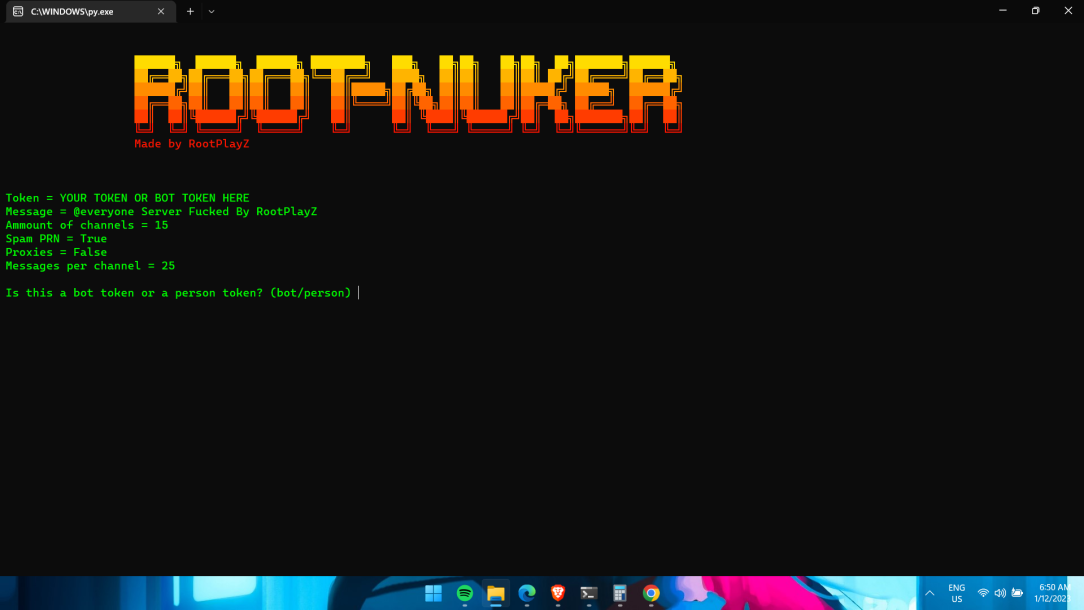 C:\WINDOWS\py.exe
ROOT-NUKER
Made by RootPlayZ
Token = YOUR TOKEN OR BOT TOKEN HERE
Message = @everyone Server Fucked By RootPlayZ
Ammount of channels = 15
Spam PRN = True
Proxies = False
Messages per channel = 25
Is this a bot token or a person token? (bot/person)
ENG
US
6:50 AM
1/12/2023